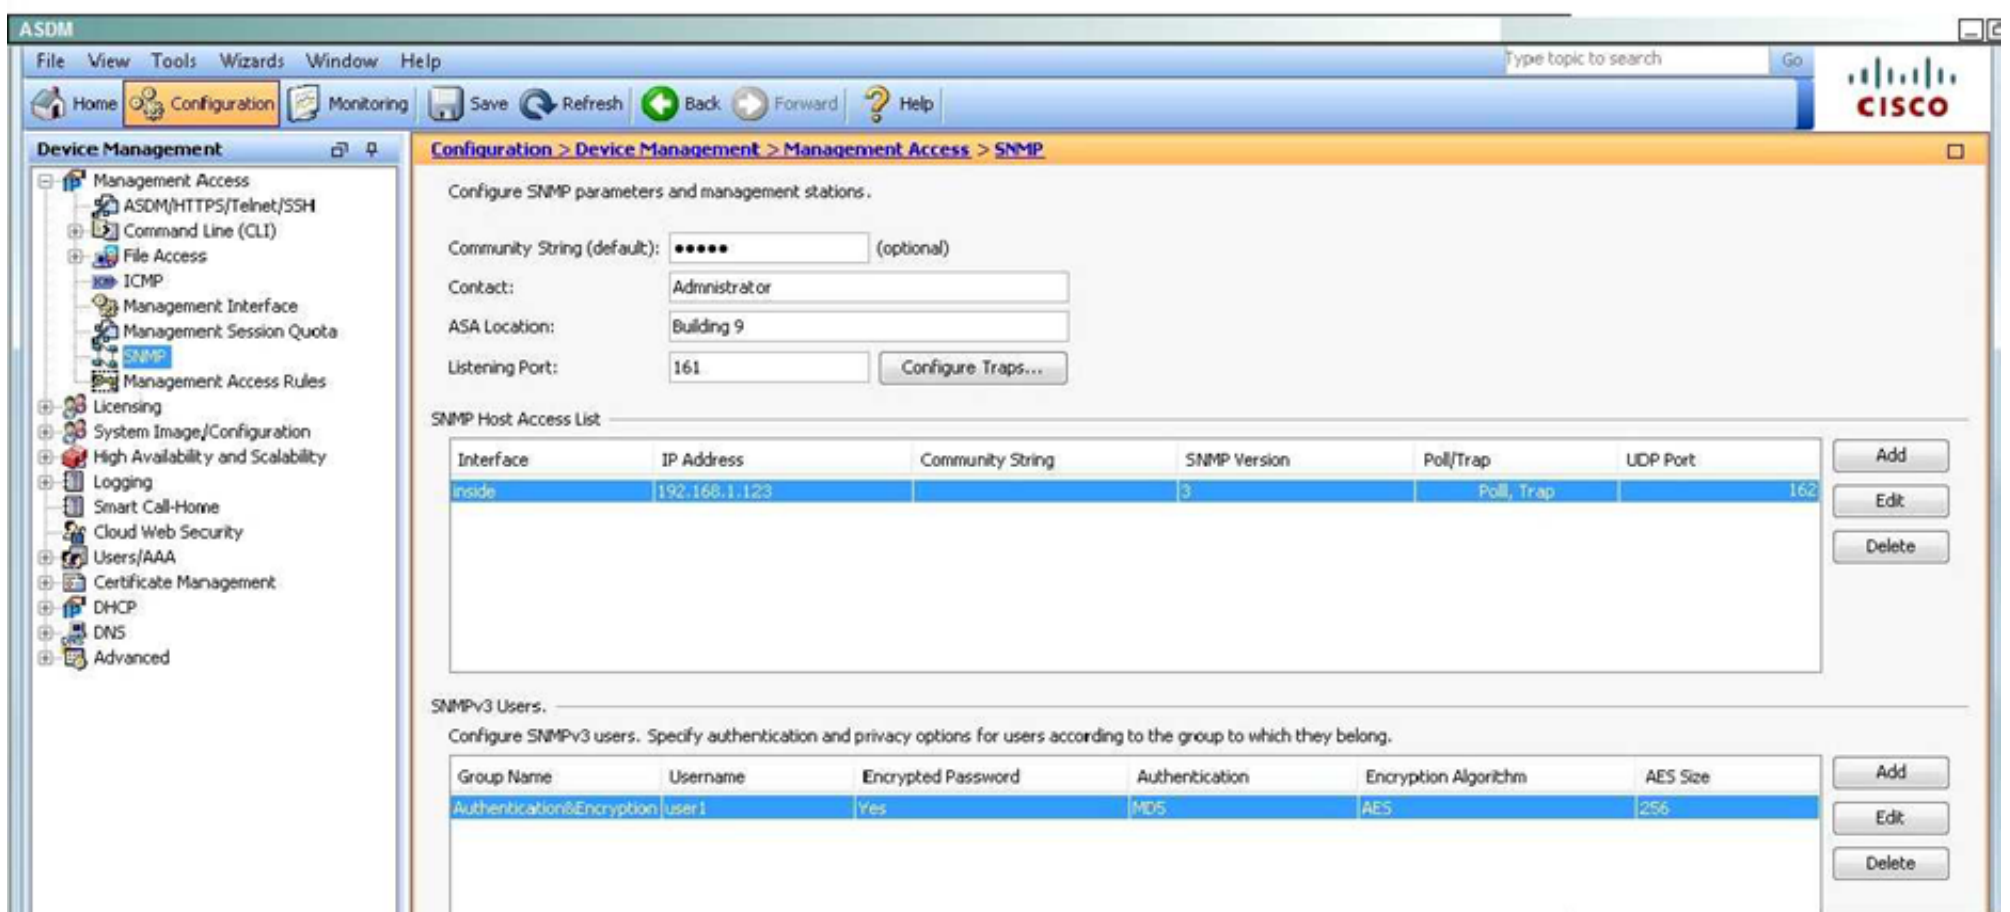 ASDM
File View Tools Wizards Window Help
Type topic to search Go
Home Configuration Monitoring Save Refresh Back Forward Help
CISCO
Device Management
Configuration > Device Management > Management Access > SNMP
Management Access
ASDM/HTTPS/Telnet/SSH
Command Line (CLI)
File Access
ICMP
Management Interface
Management Session Quota
SNMP
Management Access Rules
Licensing
System Image/Configuration
High Availability and Scalability
Logging
Smart Call-Home
Cloud Web Security
Users/AAA
Certificate Management
DHCP
DNS
Advanced
Configure SNMP parameters and management stations.
Community String (default): ●●●●● (optional)
Contact: Admnistrator
ASA Location: Building 9
Listening Port: 161 Configure Traps...
SNMP Host Access List
Interface IP Address Community String SNMP Version Poll/Trap UDP Port
inside 192.168.1.123 3 Polll, Trap 162
Add
Edit
Delete
SNMPv3 Users.
Configure SNMPv3 users. Specify authentication and privacy options for users according to the group to which they belong.
Group Name Username Encrypted Password Authentication Encryption Algorithm AES Size
Authentication&Encryption user1 Yes MD5 AES 256
Add
Edit
Delete